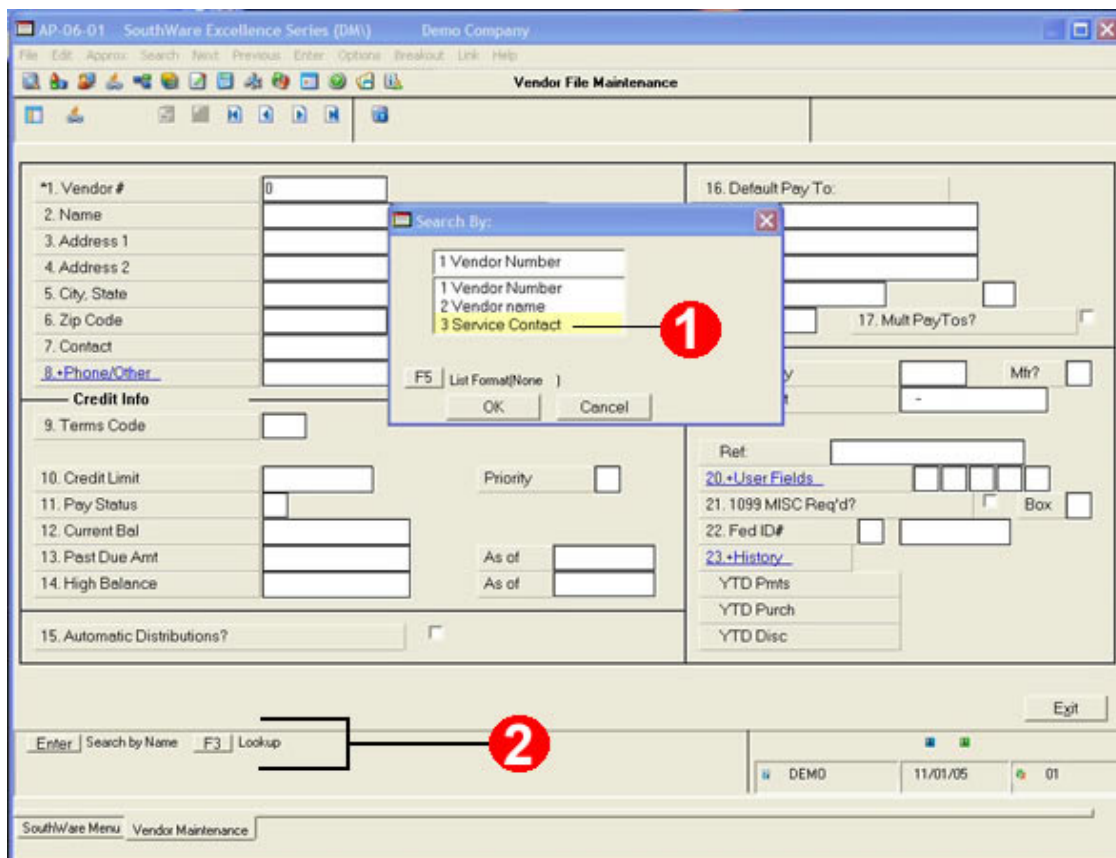 AP-06-01 SouthWare Excellence Series (DM\) Demo Company
File Edit Approx Search Next Previous Enter Options Breakout Link Help
Vendor File Maintenance
*1. Vendor #
0
16. Default Pay To:
2. Name
Search By:
3. Address 1
4. Address 2
1 Vendor Number
5. City, State
1 Vendor Number
2 Vendor name
6. Zip Code
3 Service Contact
1
17. Mult PayTos?
7. Contact
8.+Phone/Other
F5 List Format(None )
y
Mfr?
Credit Info
OK Cancel
t
-
9. Terms Code
Ref:
10. Credit Limit
Priority
20.+User Fields
11. Pay Status
21. 1099 MISC Req'd?
Box
12. Current Bal
22. Fed ID#
13. Past Due Amt
As of
23.+History
14. High Balance
As of
YTD Pmts
YTD Purch
15. Automatic Distributions?
YTD Disc
Exit
Enter Search by Name F3 Lookup
2
DEMO 11/01/05 01
SouthWare Menu Vendor Maintenance